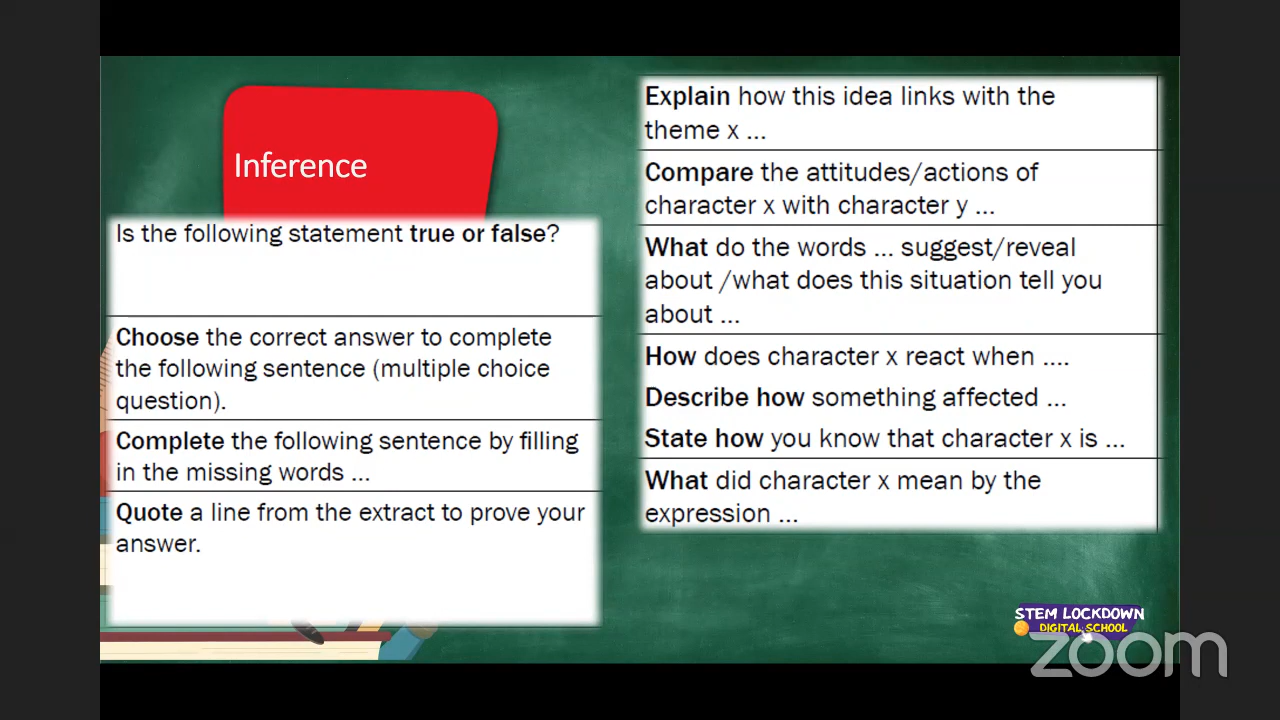 Inference
Is the following statement true or false?
Choose the correct answer to complete
the following sentence (multiple choice
question).
Complete the following sentence by filling
in the missing words ...
Quote a line from the extract to prove your
answer.
Explain how this idea links with the
theme x ...
Compare the attitudes/actions of
character x with character y ...
What do the words ... suggest/reveal
about /what does this situation tell you
about ...
How does character x react when ....
Describe how something affected ...
State how you know that character x is ...
What did character x mean by the
expression ...
STEM LOCKDOWN
DIGITAL SCHOOL
zoom